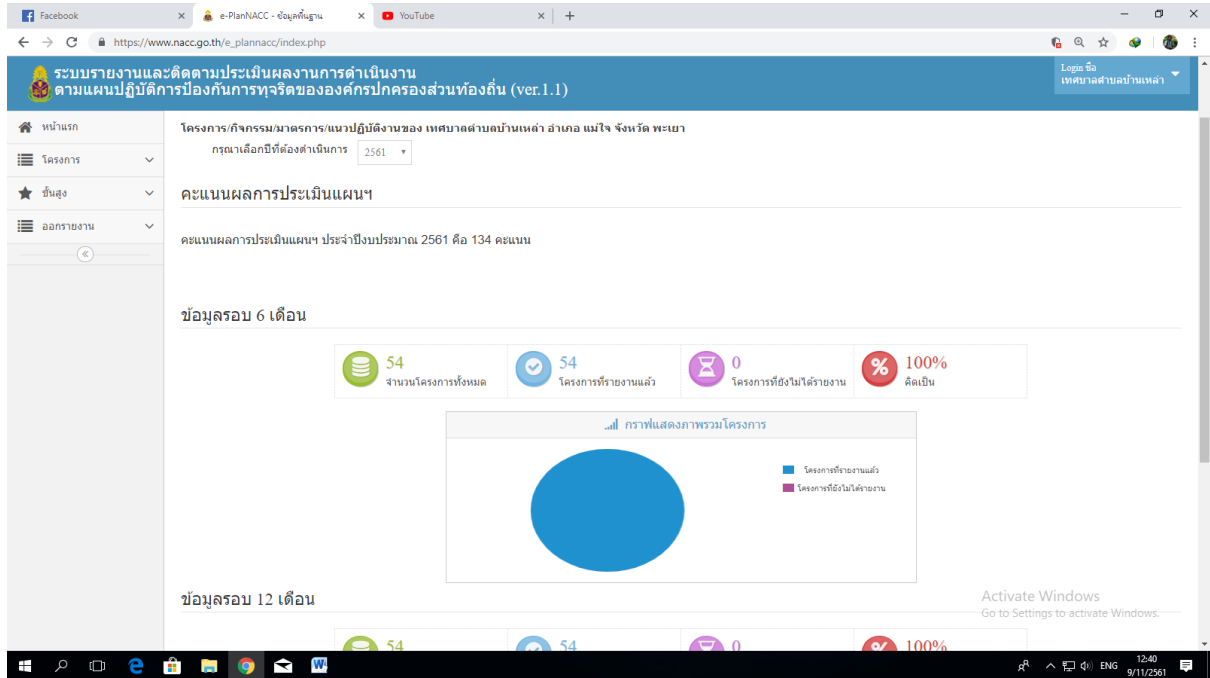 Facebook
e-PlanNACC - ข้อมูลพื้นฐาน
YouTube
https://www.nacc.go.th/e_plannacc/index.php
ระบบรายงานและติดตามประเมินผลงานการดำเนินงาน
ตามแผนปฏิบัติการป้องกันการทุจริตขององค์กรปกครองส่วนท้องถิ่น (ver.1.1)
Login ชื่อ
เทศบาลตำบลบ้านเหล่า
หน้าแรก
โครงการ
ขั้นสูง
ออกรายงาน
โครงการ/กิจกรรม/มาตรการ/แนวปฏิบัติงานของ เทศบาลตำบลบ้านเหล่า อำเภอ แม่ใจ จังหวัด พะเยา
กรุณาเลือกปีที่ต้องดำเนินการ 2561
คะแนนผลการประเมินแผนฯ
คะแนนผลการประเมินแผนฯ ประจำปีงบประมาณ 2561 คือ 134 คะแนน
ข้อมูลรอบ 6 เดือน
54
จำนวนโครงการทั้งหมด
54
โครงการที่รายงานแล้ว
0
โครงการที่ยังไม่ได้รายงาน
100%
คิดเป็น
กราฟแสดงภาพรวมโครงการ
โครงการที่รายงานแล้ว
โครงการที่ยังไม่ได้รายงาน
ข้อมูลรอบ 12 เดือน
54
54
0
100%
Activate Windows
Go to Settings to activate Windows.
ENG
12:40
9/11/2561